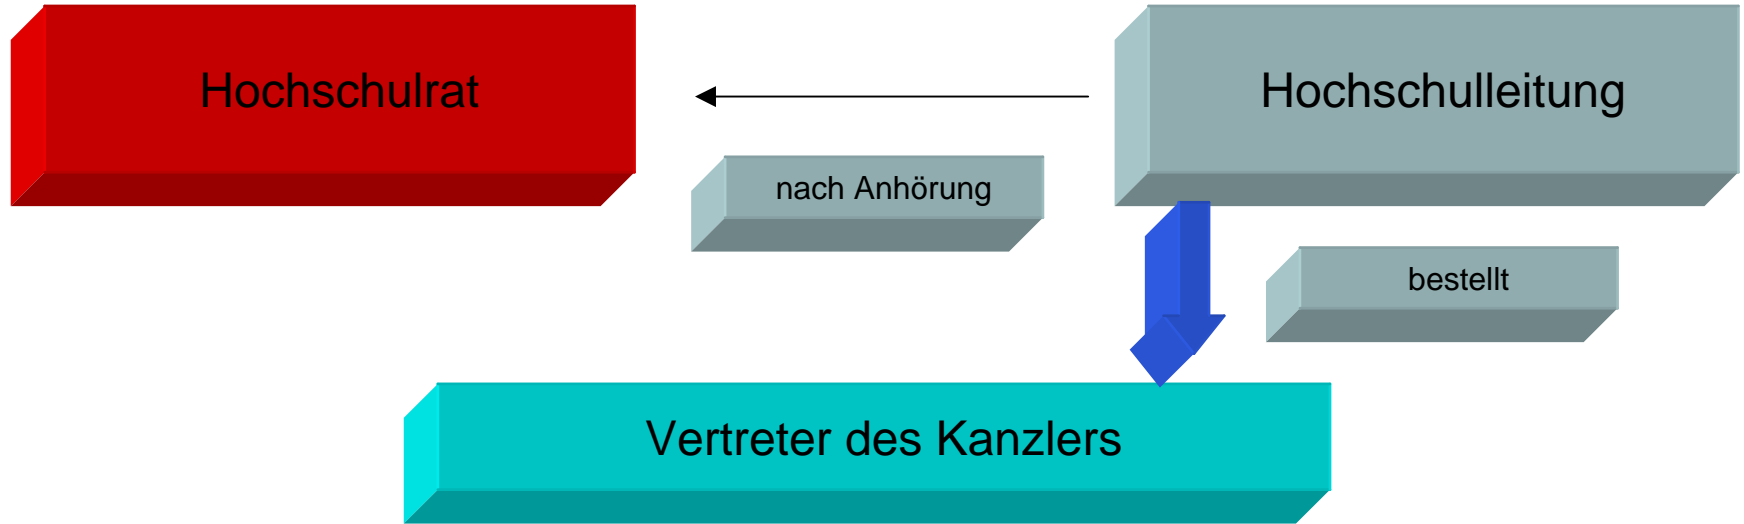 Hochschulrat
Hochschulleitung
nach Anhörung
bestellt
Vertreter des Kanzlers